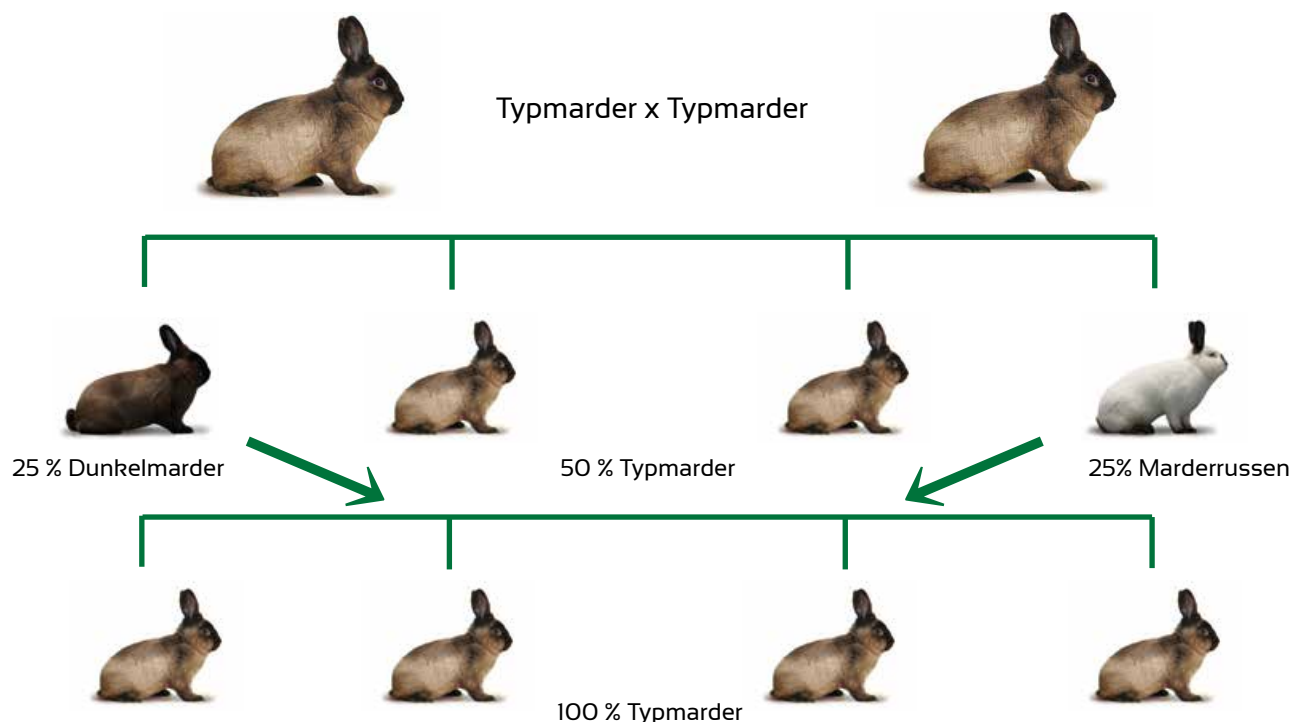 Typmarder x Typmarder
25 % Dunkelmarder
50 % Typmarder
25% Marderrussen
100 % Typmarder